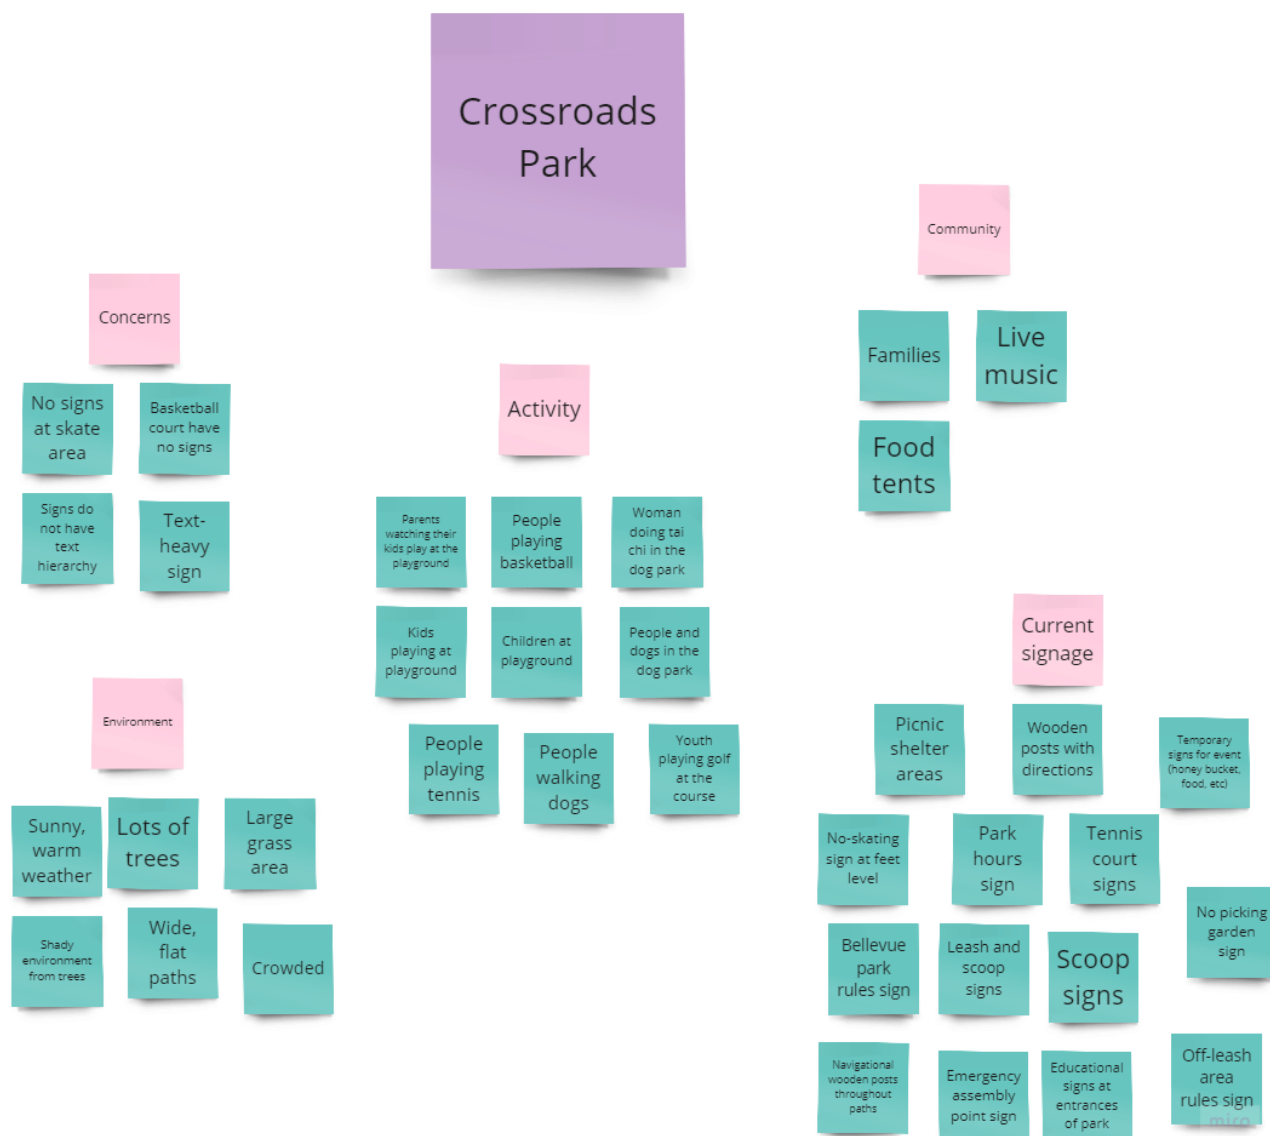 Crossroads
Park
Community
Families
Live
music
Food
tents
Concerns
No signs
at skate
area
Basketball
court have
no signs
Signs do
not have
text
hierarchy
Text-
heavy
sign
Activity
Parents
watching their
kids play at the
playground
People
playing
basketball
Woman
doing tai
chi in the
dog park
Kids
playing at
playground
Children at
playground
People and
dogs in the
dog park
People
playing
tennis
People
walking
dogs
Youth
playing golf
at the
course
Environment
Sunny,
warm
weather
Lots of
trees
Large
grass
area
Shady
environment
from trees
Wide,
flat
paths
Crowded
Current
signage
Picnic
shelter
areas
Wooden
posts with
directions
Temporary
signs for event
(honey bucket,
food, etc)
No-skating
sign at feet
level
Park
hours
sign
Tennis
court
signs
No picking
garden
sign
Bellevue
park
rules sign
Leash and
scoop
signs
Scoop
signs
Navigational
wooden posts
throughout
paths
Emergency
assembly
point sign
Educational
signs at
entrances
of park
Off-leash
area
rules sign
miro